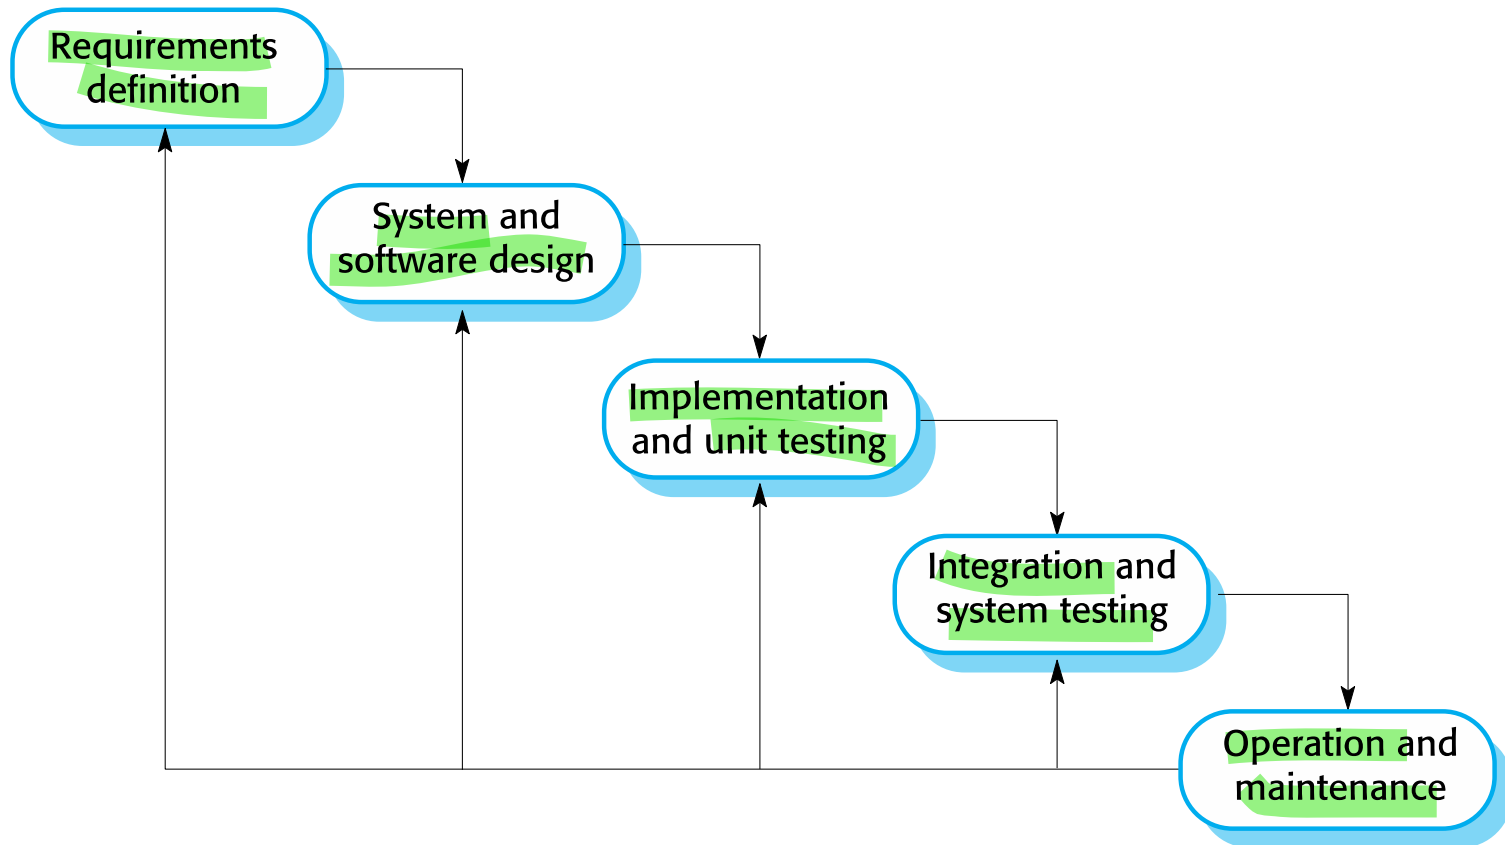 Requirements
definition
System and
software design
Implementation
and unit testing
Integration and
system testing
Operation and
maintenance